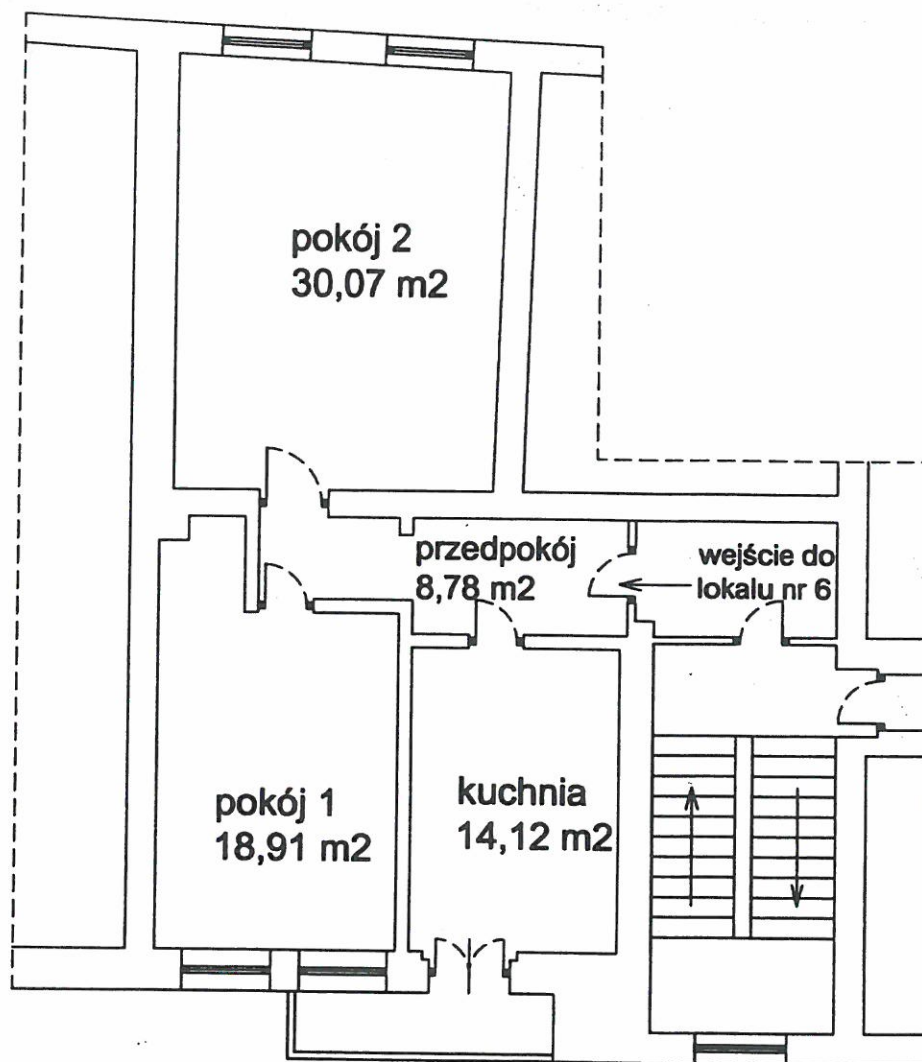 pokój 2
30,07 m2
przedpokój
8,78 m2
wejście do
lokalu nr 6
pokój 1
18,91 m2
kuchnia
14,12 m2